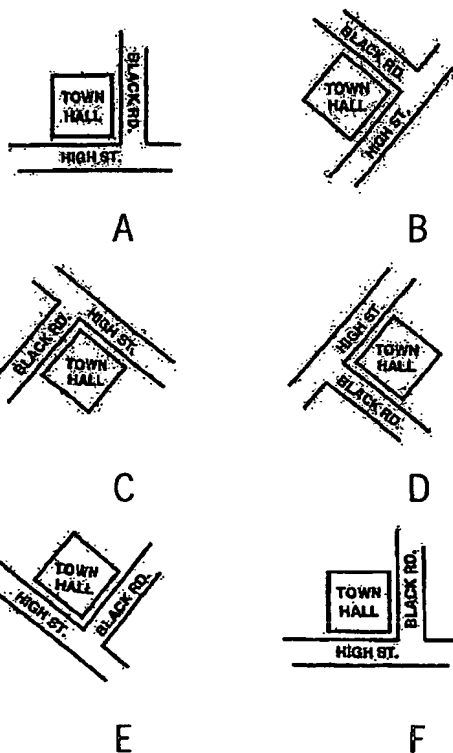 TOWN
HALL
BLACK RD.
HIGH ST.
A
BLACK RD.
TOWN
HALL
HIGH ST.
B
BLACK RD.
HIGH ST.
TOWN
HALL
C
HIGH ST.
TOWN
HALL
BLACK RD.
D
TOWN
HALL
HIGH ST.
BLACK RD.
E
TOWN
HALL
BLACK RD.
HIGH ST.
F